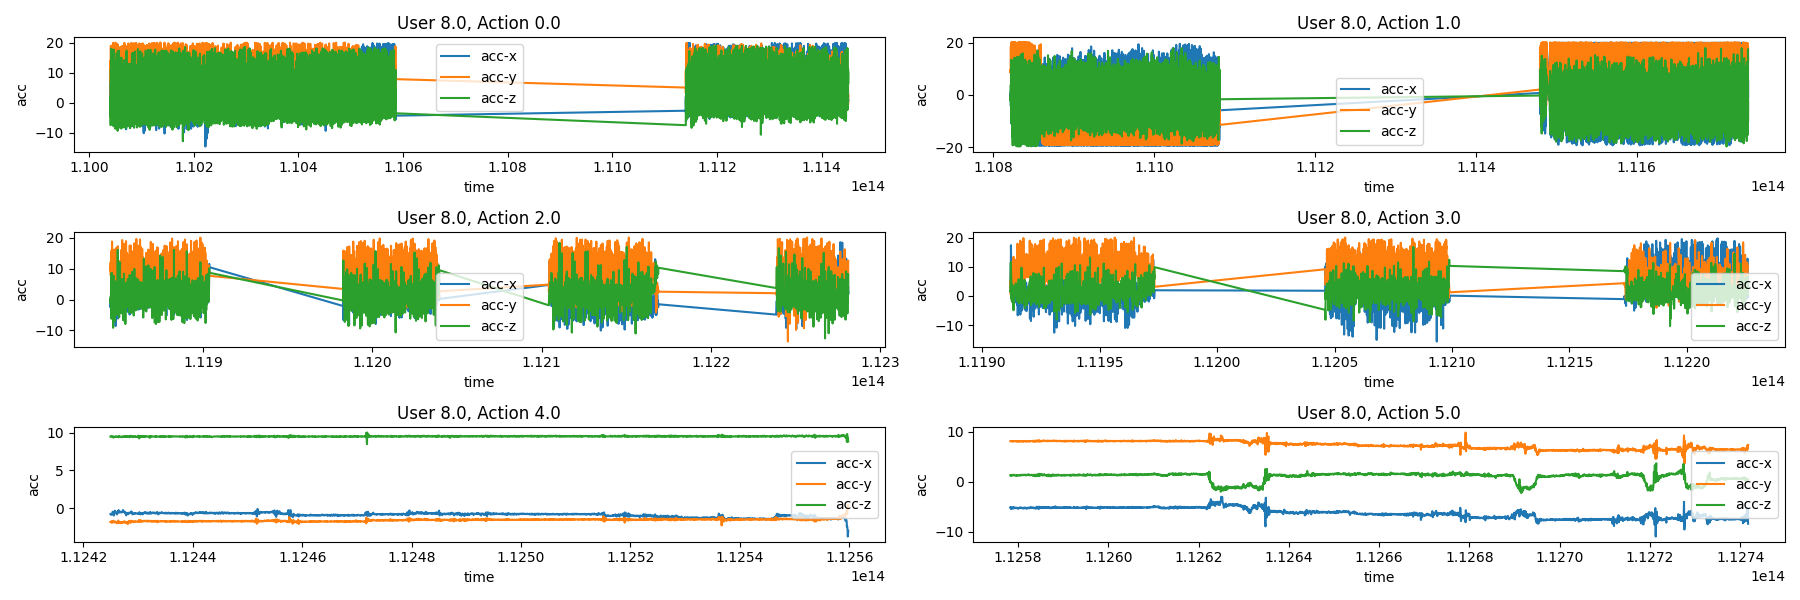 User 8.0, Action 0.0
20
10
0
−10
acc
acc-x
acc-y
acc-z
1.100 1.102 1.104 1.106 1.108 1.110 1.112 1.114
time
1e14
User 8.0, Action 1.0
20
0
−20
acc
acc-x
acc-y
acc-z
1.108 1.110 1.112 1.114 1.116
time
1e14
User 8.0, Action 2.0
20
10
0
−10
acc
acc-x
acc-y
acc-z
1.119 1.120 1.121 1.122 1.123
time
1e14
User 8.0, Action 3.0
20
10
0
−10
acc
acc-x
acc-y
acc-z
1.1190 1.1195 1.1200 1.1205 1.1210 1.1215 1.1220
time
1e14
User 8.0, Action 4.0
10
5
0
acc
acc-x
acc-y
acc-z
1.1242 1.1244 1.1246 1.1248 1.1250 1.1252 1.1254 1.1256
time
1e14
User 8.0, Action 5.0
10
0
−10
acc
acc-x
acc-y
acc-z
1.1258 1.1260 1.1262 1.1264 1.1266 1.1268 1.1270 1.1272 1.1274
time
1e14